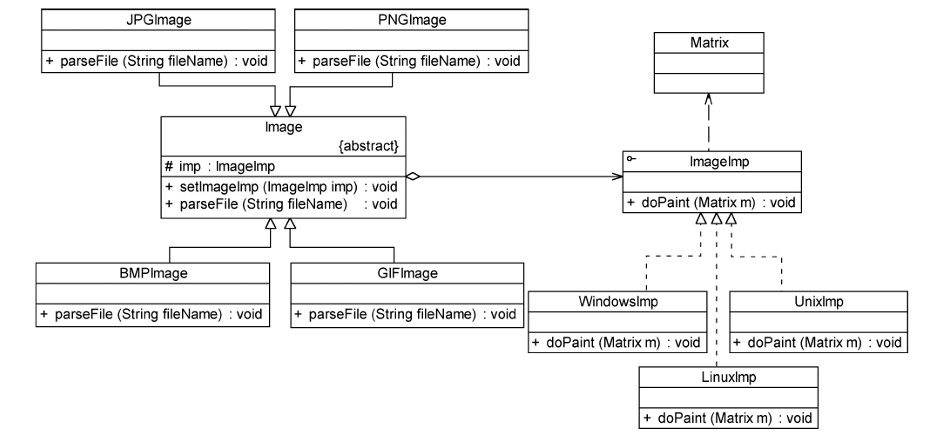 JPGImage
+ parseFile (String fileName) : void
PNGImage
+ parseFile (String fileName) : void
Matrix
Image
{abstract}
# imp : ImageImp
+ setImageImp (ImageImp imp) : void
+ parseFile (String fileName) : void
ImageImp
+ doPaint (Matrix m) : void
BMPImage
+ parseFile (String fileName) : void
GIFImage
+ parseFile (String fileName) : void
WindowsImp
+ doPaint (Matrix m) : void
UnixImp
+ doPaint (Matrix m) : void
LinuxImp
+ doPaint (Matrix m) : void